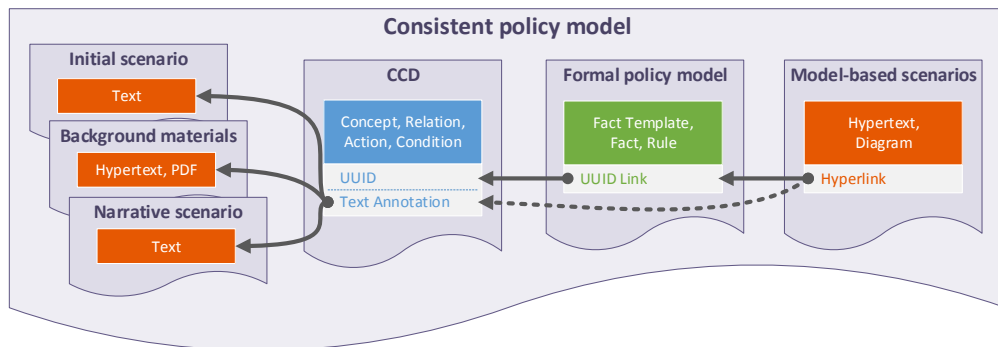 Consistent policy model
Initial scenario
Text
Background materials
Hypertext, PDF
Narrative scenario
Text
CCD
Concept, Relation,
Action, Condition
UUID
Text Annotation
Formal policy model
Fact Template,
Fact, Rule
UUID Link
Model-based scenarios
Hypertext,
Diagram
Hyperlink